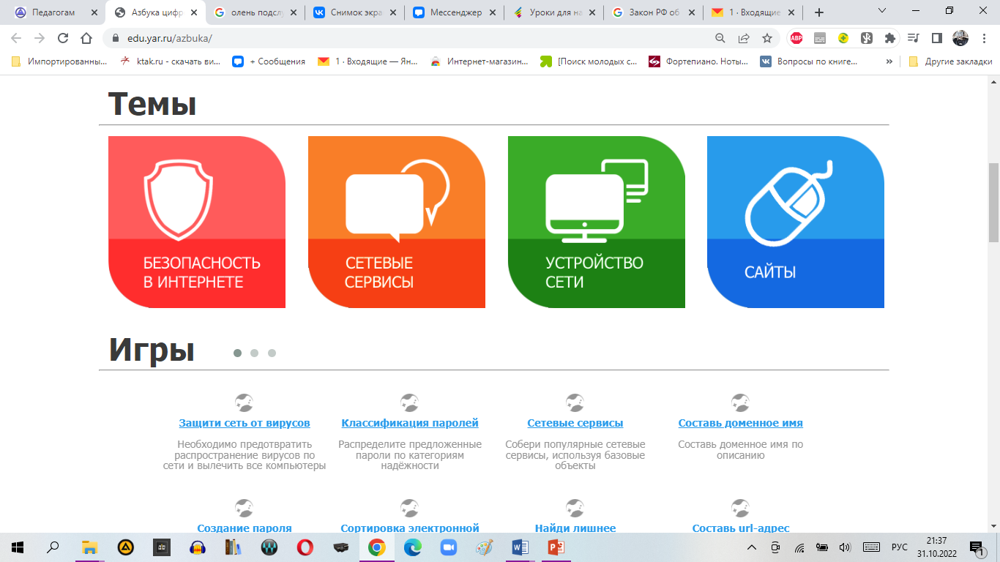 Педагогам
Азбука цифр
олень подслу
Снимок экра
Мессенджер
Уроки для на
Закон РФ об
1 · Входящие
edu.yar.ru/azbuka/
ABP
Импортированны...
ktak.ru - скачать ви...
+ Сообщения
1 · Входящие — Ян...
Интернет-магазин...
[Поиск молодых с...
Фортепиано. Ноты...
Вопросы по книге...
»
Другие закладки
Темы
БЕЗОПАСНОСТЬ
В ИНТЕРНЕТЕ
СЕТЕВЫЕ
СЕРВИСЫ
УСТРОЙСТВО
СЕТИ
САЙТЫ
Игры
Защити сеть от вирусов
Необходимо предотвратить
распространение вирусов по
сети и вылечить все компьютеры
Классификация паролей
Распределите предложенные
пароли по категориям
надёжности
Сетевые сервисы
Собери популярные сетевые
сервисы, используя базовые
объекты
Составь доменное имя
Составь доменное имя по
описанию
Создание пароля
Сортировка электронной
Найди лишнее
Составь url-адрес
РУС
21:37
31.10.2022
1